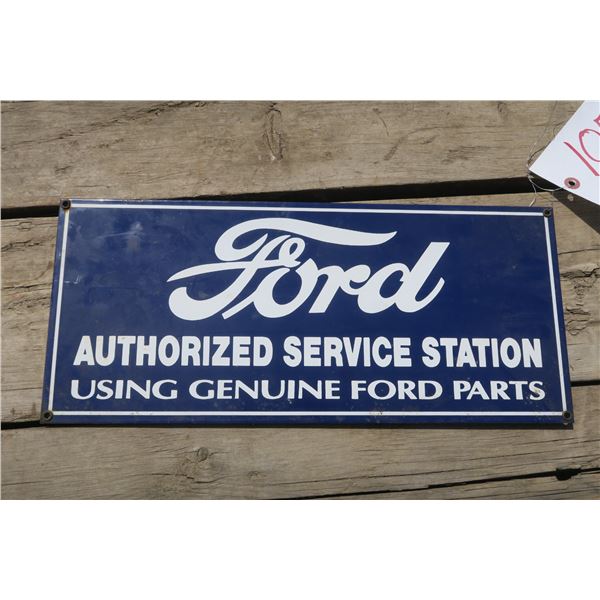 Ford
AUTHORIZED SERVICE STATION
USING GENUINE FORD PARTS